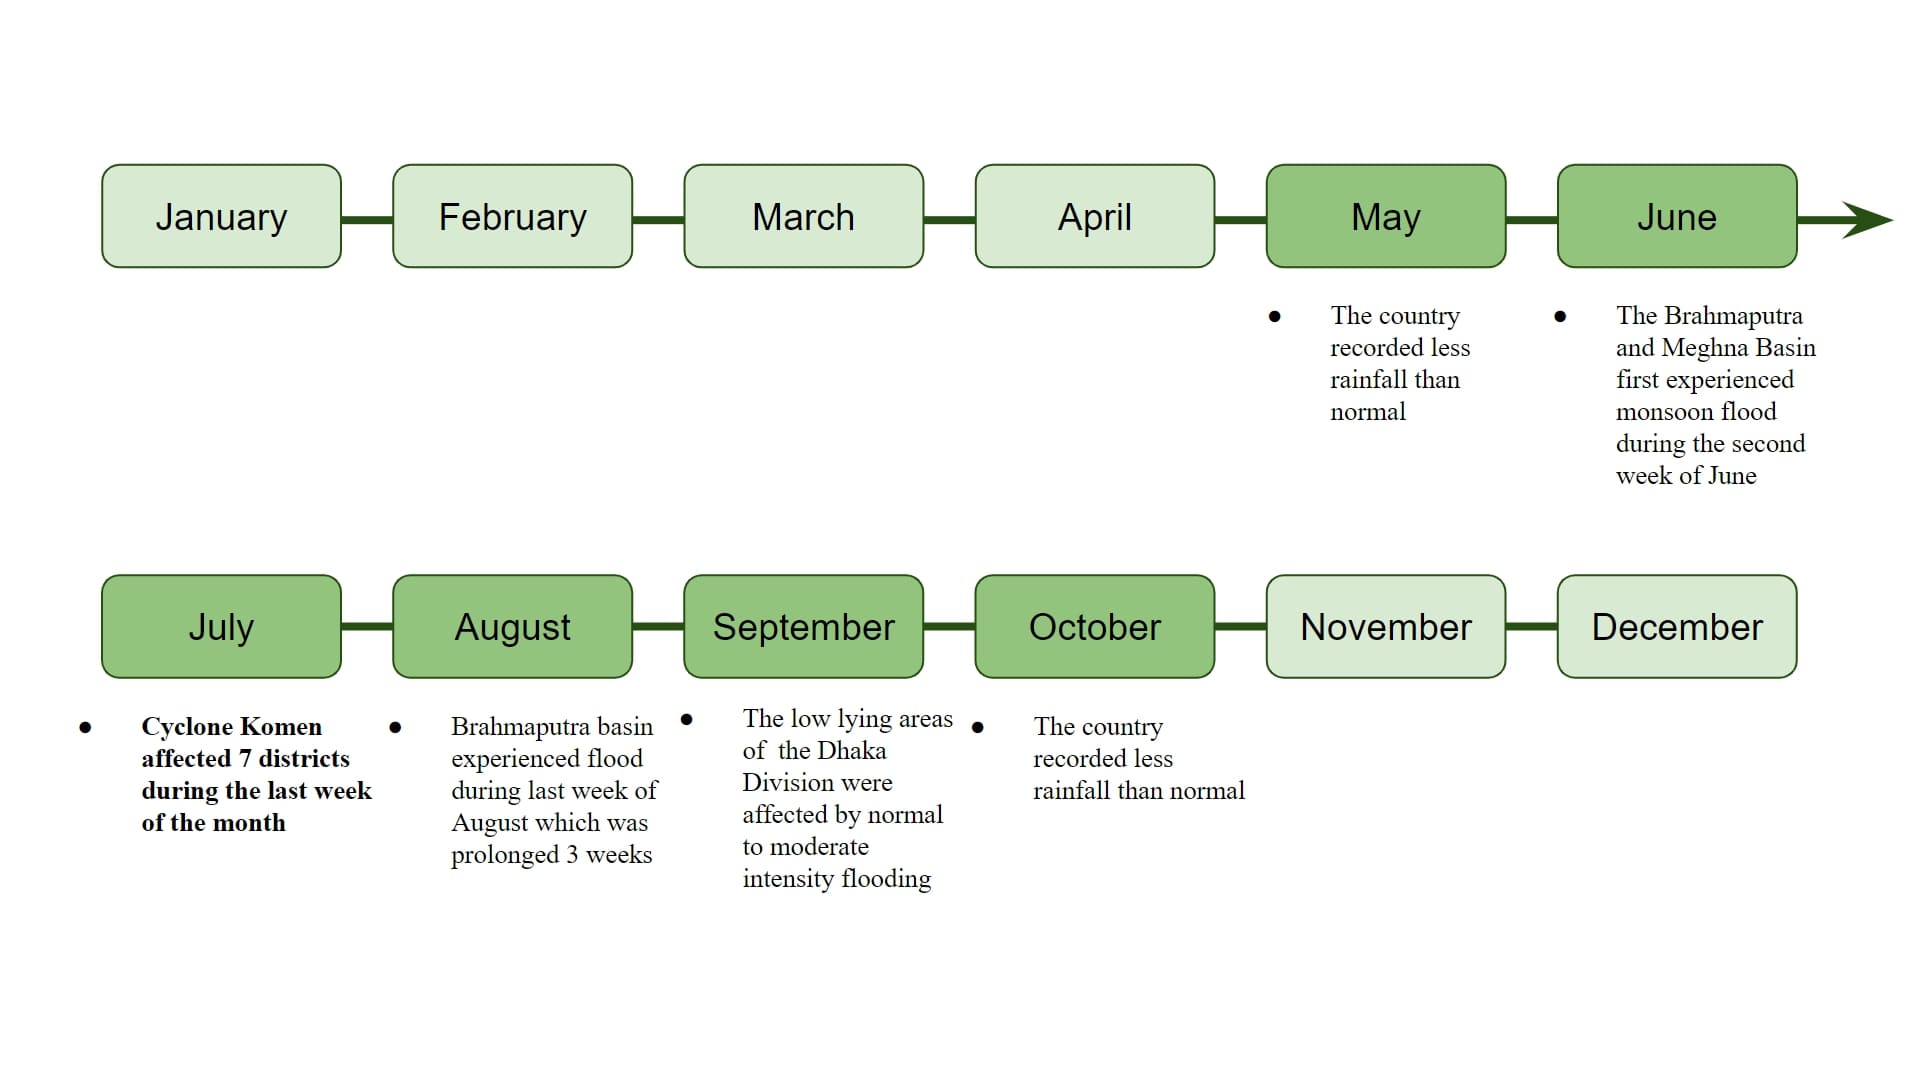 January
February
March
April
May
June
● The country
recorded less
rainfall than
normal
● The Brahmaputra
and Meghna Basin
first experienced
monsoon flood
during the second
week of June
July
August
September
October
November
December
● Cyclone Komen
affected 7 districts
during the last week
of the month
● Brahmaputra basin
experienced flood
during last week of
August which was
prolonged 3 weeks
● The low lying areas
of  the Dhaka
Division were
affected by normal
to moderate
intensity flooding
● The country
recorded less
rainfall than normal